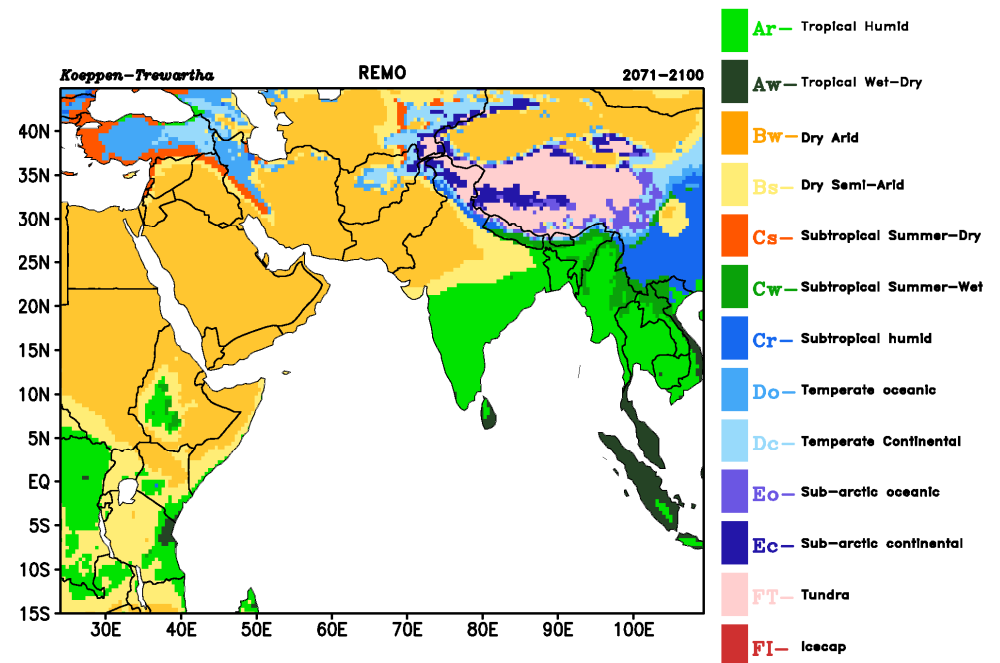 Koeppen-Trewartha REMO 2071-2100
40N
35N
30N
25N
20N
15N
10N
5N
EQ
5S
10S
15S
30E 40E 50E 60E 70E 80E 90E 100E
Ar- Tropical Humid
Aw- Tropical Wet-Dry
Bw- Dry Arid
Bs- Dry Semi-Arid
Cs- Subtropical Summer-Dry
Cw- Subtropical Summer-Wet
Cr- Subtropical humid
Do- Temperate oceanic
Dc- Temperate Continental
Eo- Sub-arctic oceanic
Ec- Sub-arctic continental
FT- Tundra
FI- Icecap